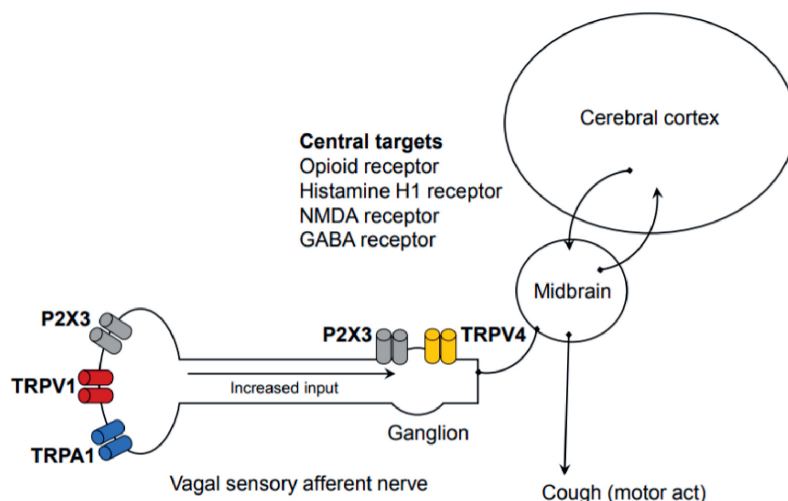 Cerebral cortex
Central targets
Opioid receptor
Histamine H1 receptor
NMDA receptor
GABA receptor
Midbrain
P2X3
P2X3
TRPV4
TRPV1
Increased input
Ganglion
TRPA1
Vagal sensory afferent nerve
Cough (motor act)